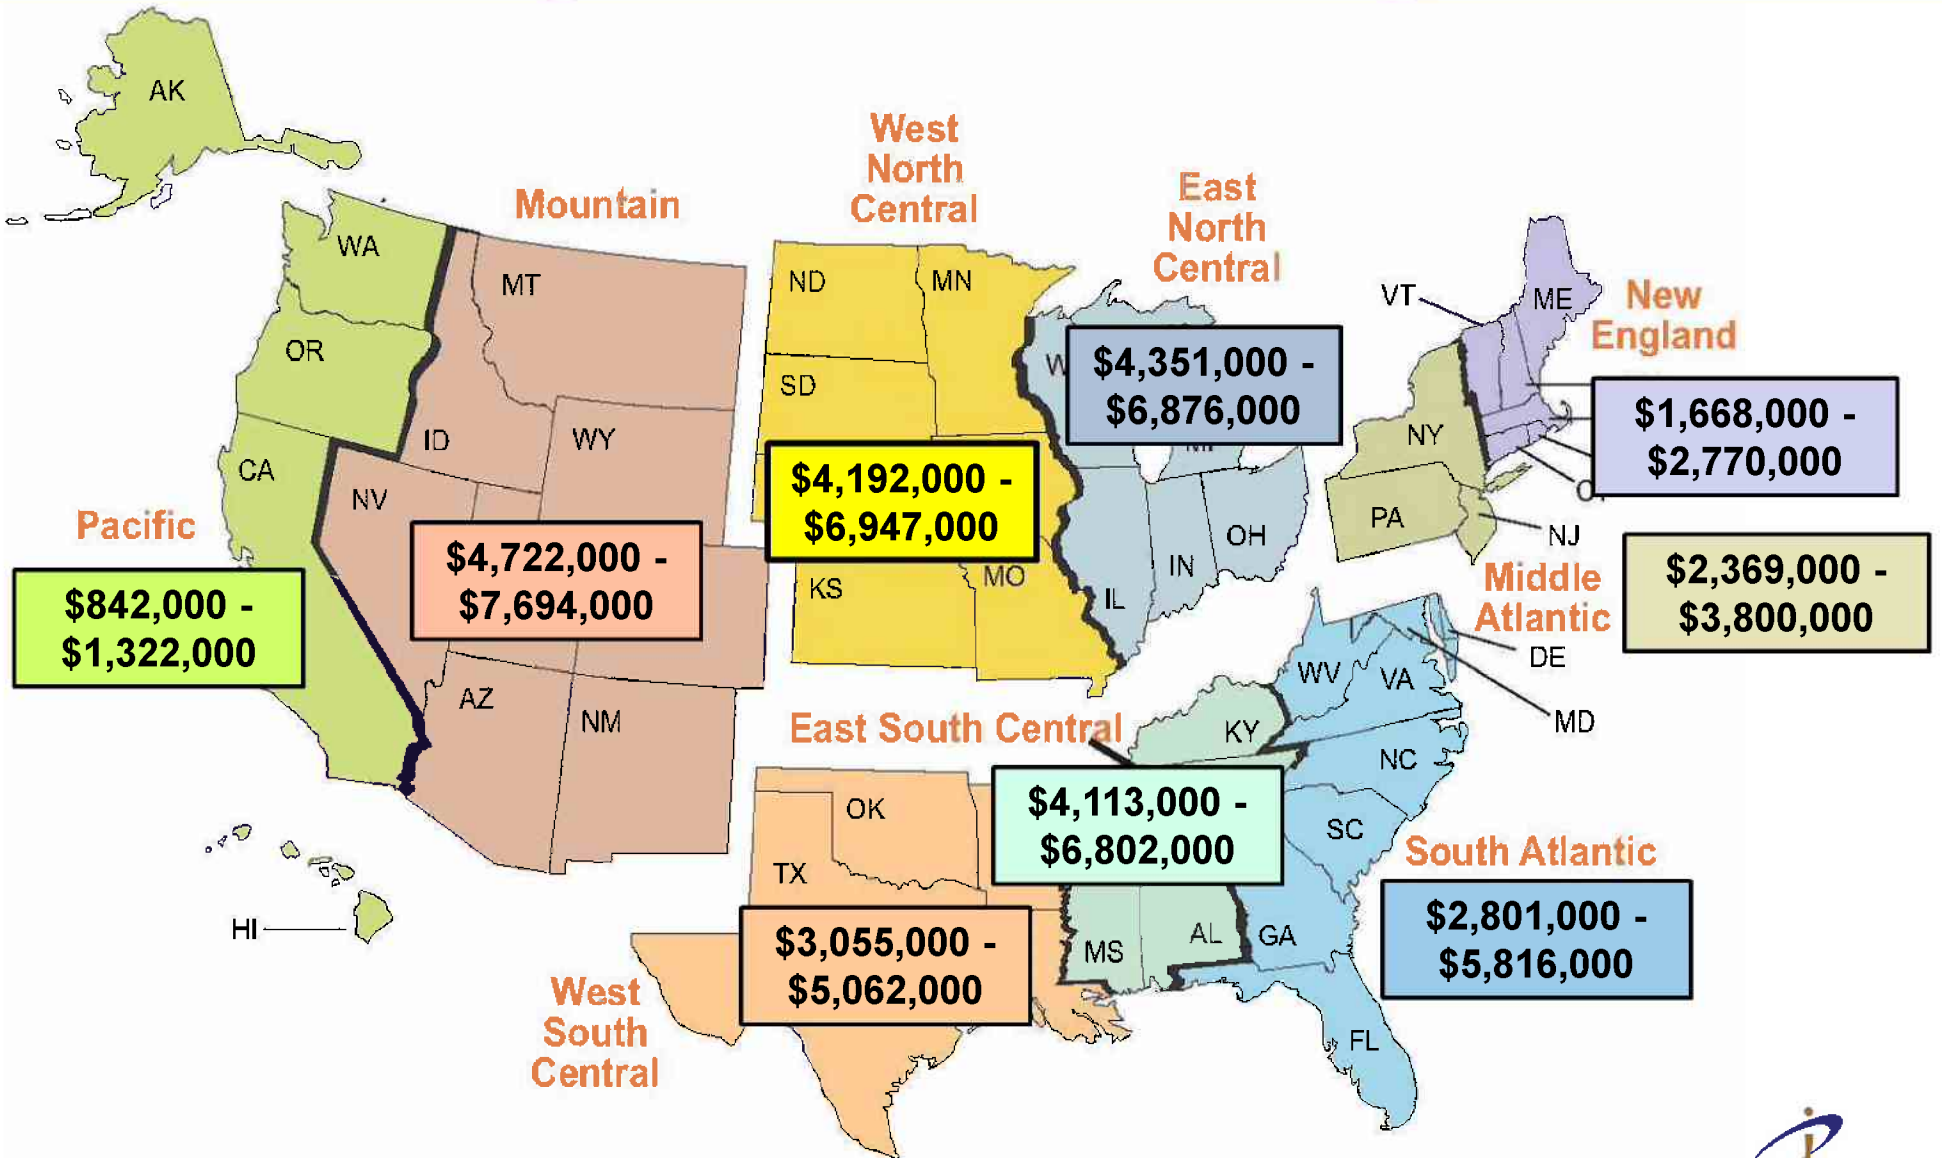 AK
West
North
Central
East
North
Central
Mountain
WA
MT
ND
MN
VT
ME
New
England
OR
SD
$4,351,000 -
$6,876,000
$1,668,000 -
$2,770,000
ID
WY
NY
CA
NV
$4,192,000 -
$6,947,000
Pacific
PA
OH
NJ
$4,722,000 -
$7,694,000
$842,000 -
$1,322,000
KS
MO
IL
IN
Middle
Atlantic
$2,369,000 -
$3,800,000
DE
WV
VA
MD
AZ
NM
East South Central
KY
NC
OK
$4,113,000 -
$6,802,000
SC
South Atlantic
TX
HI
$3,055,000 -
$5,062,000
MS
AL
GA
$2,801,000 -
$5,816,000
West
South
Central
FL